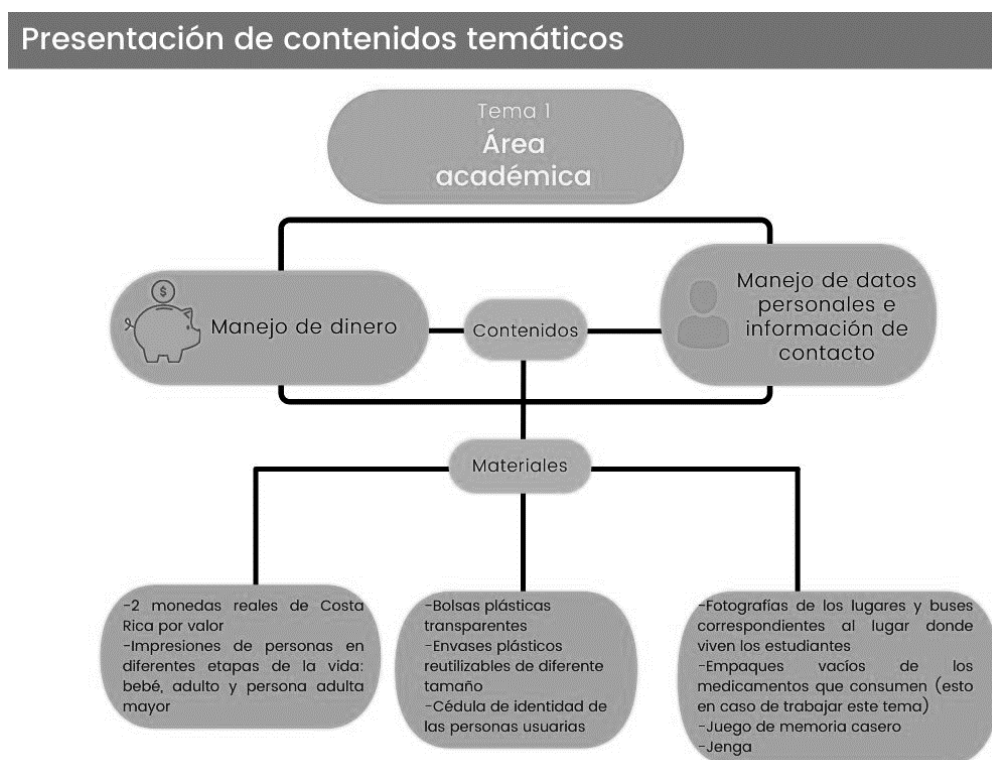 Presentación de contenidos temáticos
Tema 1
Área
académica
$
Manejo de dinero
Contenidos
Manejo de datos
personales e
información de
contacto
Materiales
-2 monedas reales de Costa
Rica por valor
-Impresiones de personas en
diferentes etapas de la vida:
bebé, adulto y persona adulta
mayor
-Bolsas plásticas
transparentes
-Envases plásticos
reutilizables de diferente
tamaño
-Cédula de identidad de
las personas usuarias
-Fotografías de los lugares y buses
correspondientes al lugar donde
viven los estudiantes
-Empaques vacíos de los
medicamentos que consumen (esto
en caso de trabajar este tema)
-Juego de memoria casero
-Jenga